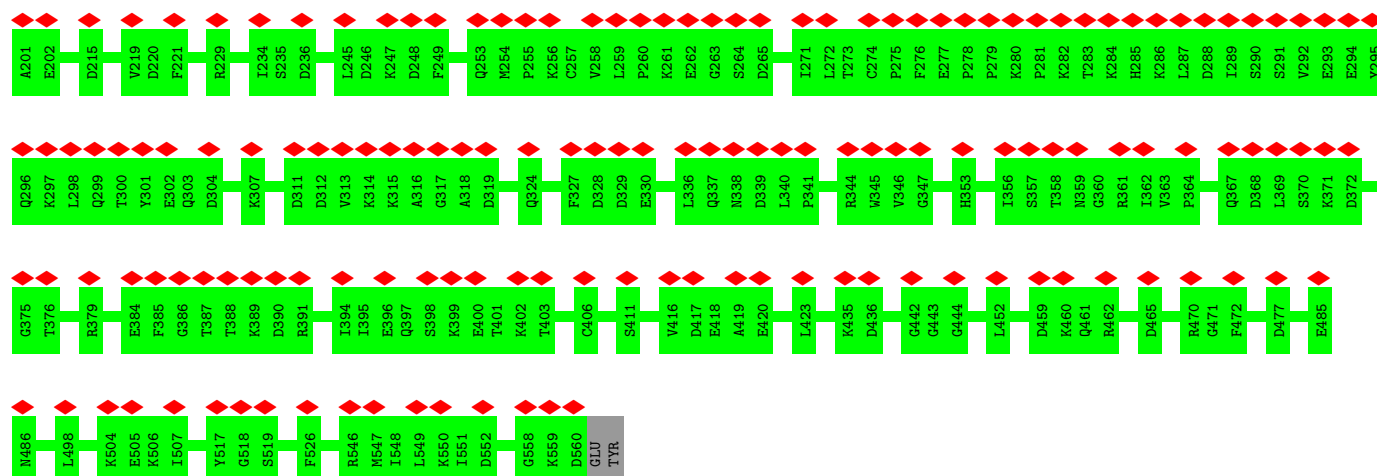 A201 E202 D215 V219 D220 F221 R229 I234 S235 D236 L245 D246 K247 D248 F249 Q253 M254 P255 K256 C257 V258 L259 P260 K261 E262 G263 S264 D265 I271 L272 T273 C274 P275 F276 E277 P278 P279 K280 P281 K282 T283 K284 H285 K286 L287 D288 I289 S290 S291 V292 E293 E294 Y295
Q296 K297 L298 Q299 T300 Y301 E302 Q303 D304 K307 D311 D312 V313 K314 K315 A316 G317 A318 D319 Q324 F327 D328 D329 E330 L336 Q337 N338 D339 L340 P341 R344 W345 V346 G347 H353 I356 S357 T358 N359 G360 R361 I362 V363 P364 Q367 D368 L369 S370 K371 D372
G375 T376 R379 E384 F385 G386 T387 T388 K389 D390 R391 I394 I395 E396 Q397 S398 K399 E400 T401 K402 T403 C406 S411 V416 D417 E418 A419 E420 L423 K435 D436 G442 G443 G444 L452 D459 K460 Q461 R462 D465 R470 G471 F472 D477 E485
N486 L498 K504 E505 K506 I507 Y517 G518 S519 F526 R546 M547 I548 L549 K550 I551 D552 G558 K559 D560 GLU TYR